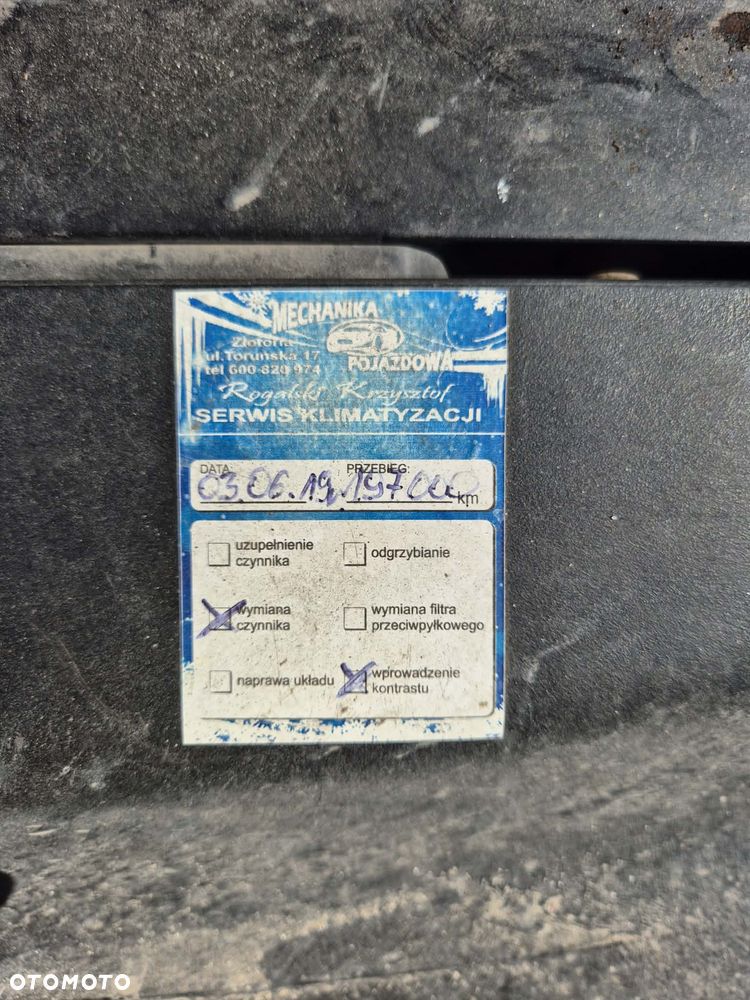 MECHANIKA
POJAZDOWA
Złotoria
ul.Toruńska 17
tel 600 820 974
Rogalski Krzysztof
SERWIS KLIMATYZACJI
DATA: PRZEBIEG:
03.06.19 197000 km
uzupełnienie czynnika
odgrzybianie
wymiana czynnika
wymiana filtra przeciwpyłkowego
naprawa układu
wprowadzenie kontrastu
OTOMOTO